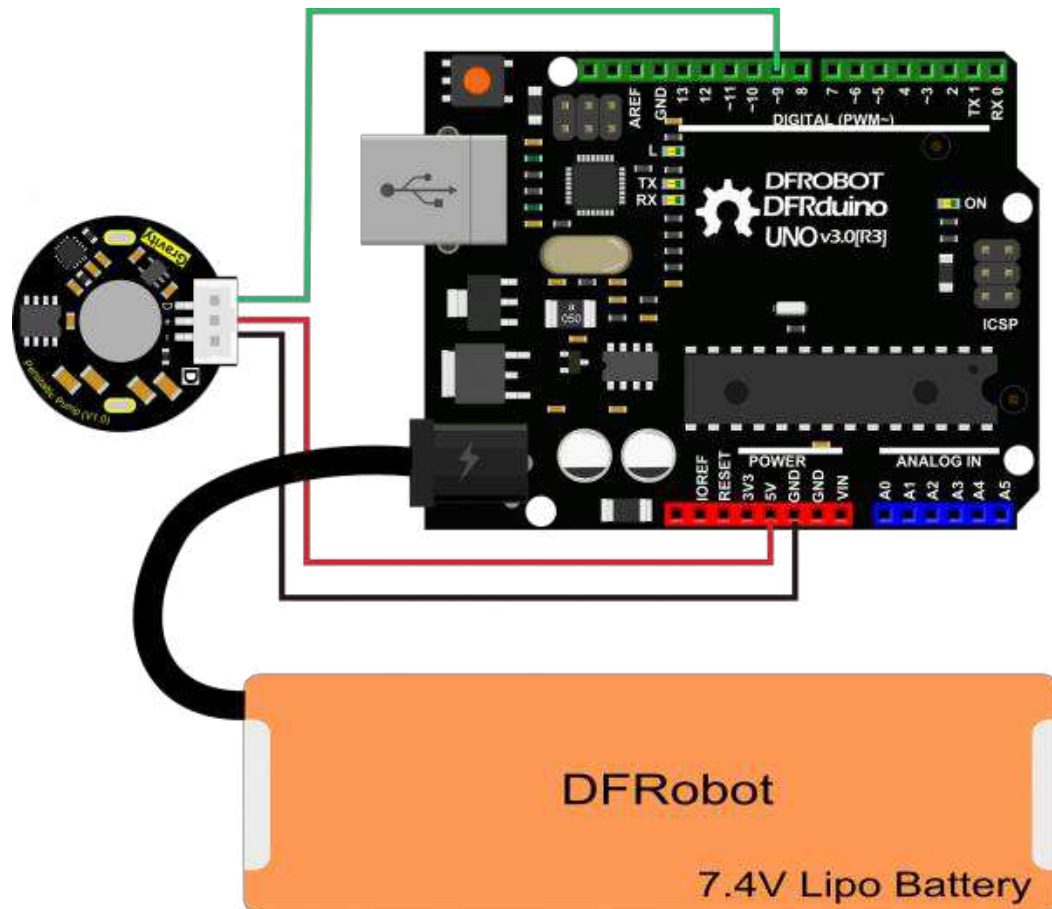 AREF
GND
13
12
~11
~10
~9
8
7
~6
~5
4
~3
2
TX 1
RX 0
DIGITAL (PWM~)
L
TX
RX
DFROBOT
DFRduino
UNO v3.0[R3]
ON
ICSP
a
050
Gravity
D
+
-
D
Peristaltic Pump (V1.0)
POWER
ANALOG IN
IOREF
RESET
3V3
5V
GND
GND
VIN
A0
A1
A2
A3
A4
A5
DFRobot
7.4V Lipo Battery